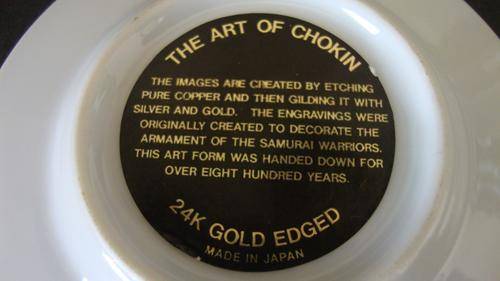 THE ART OF CHOKIN
THE IMAGES ARE CREATED BY ETCHING
PURE COPPER AND THEN GILDING IT WITH
SILVER AND GOLD. THE ENGRAVINGS WERE
ORIGINALLY CREATED TO DECORATE THE
ARMAMENT OF THE SAMURAI WARRIORS.
THIS ART FORM WAS HANDED DOWN FOR
OVER EIGHT HUNDRED YEARS.
24K GOLD EDGED
MADE IN JAPAN